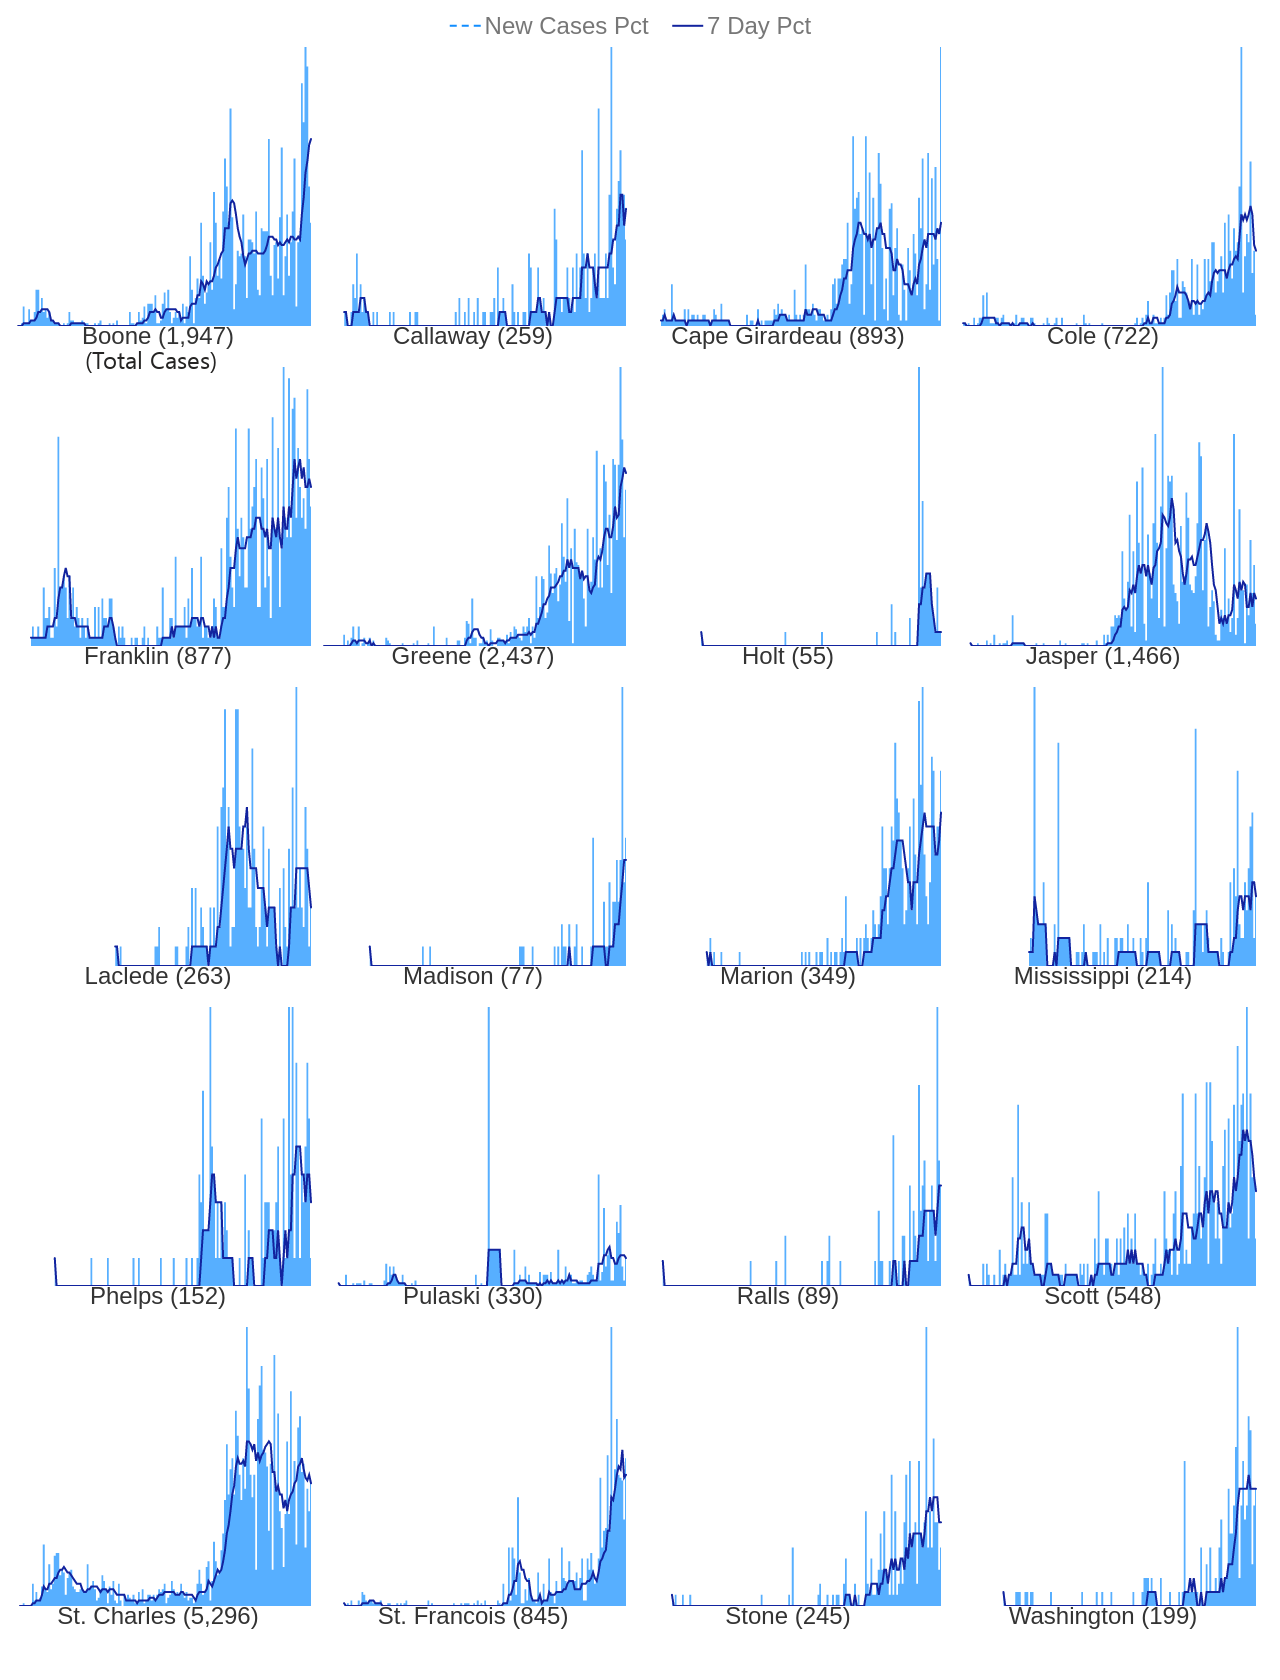 New Cases Pct 7 Day Pct
Boone (1,947) Callaway (259) Cape Girardeau (893) Cole (722)
(Total Cases)
Franklin (877) Greene (2,437) Holt (55) Jasper (1,466)
Laclede (263) Madison (77) Marion (349) Mississippi (214)
Phelps (152) Pulaski (330) Ralls (89) Scott (548)
St. Charles (5,296) St. Francois (845) Stone (245) Washington (199)